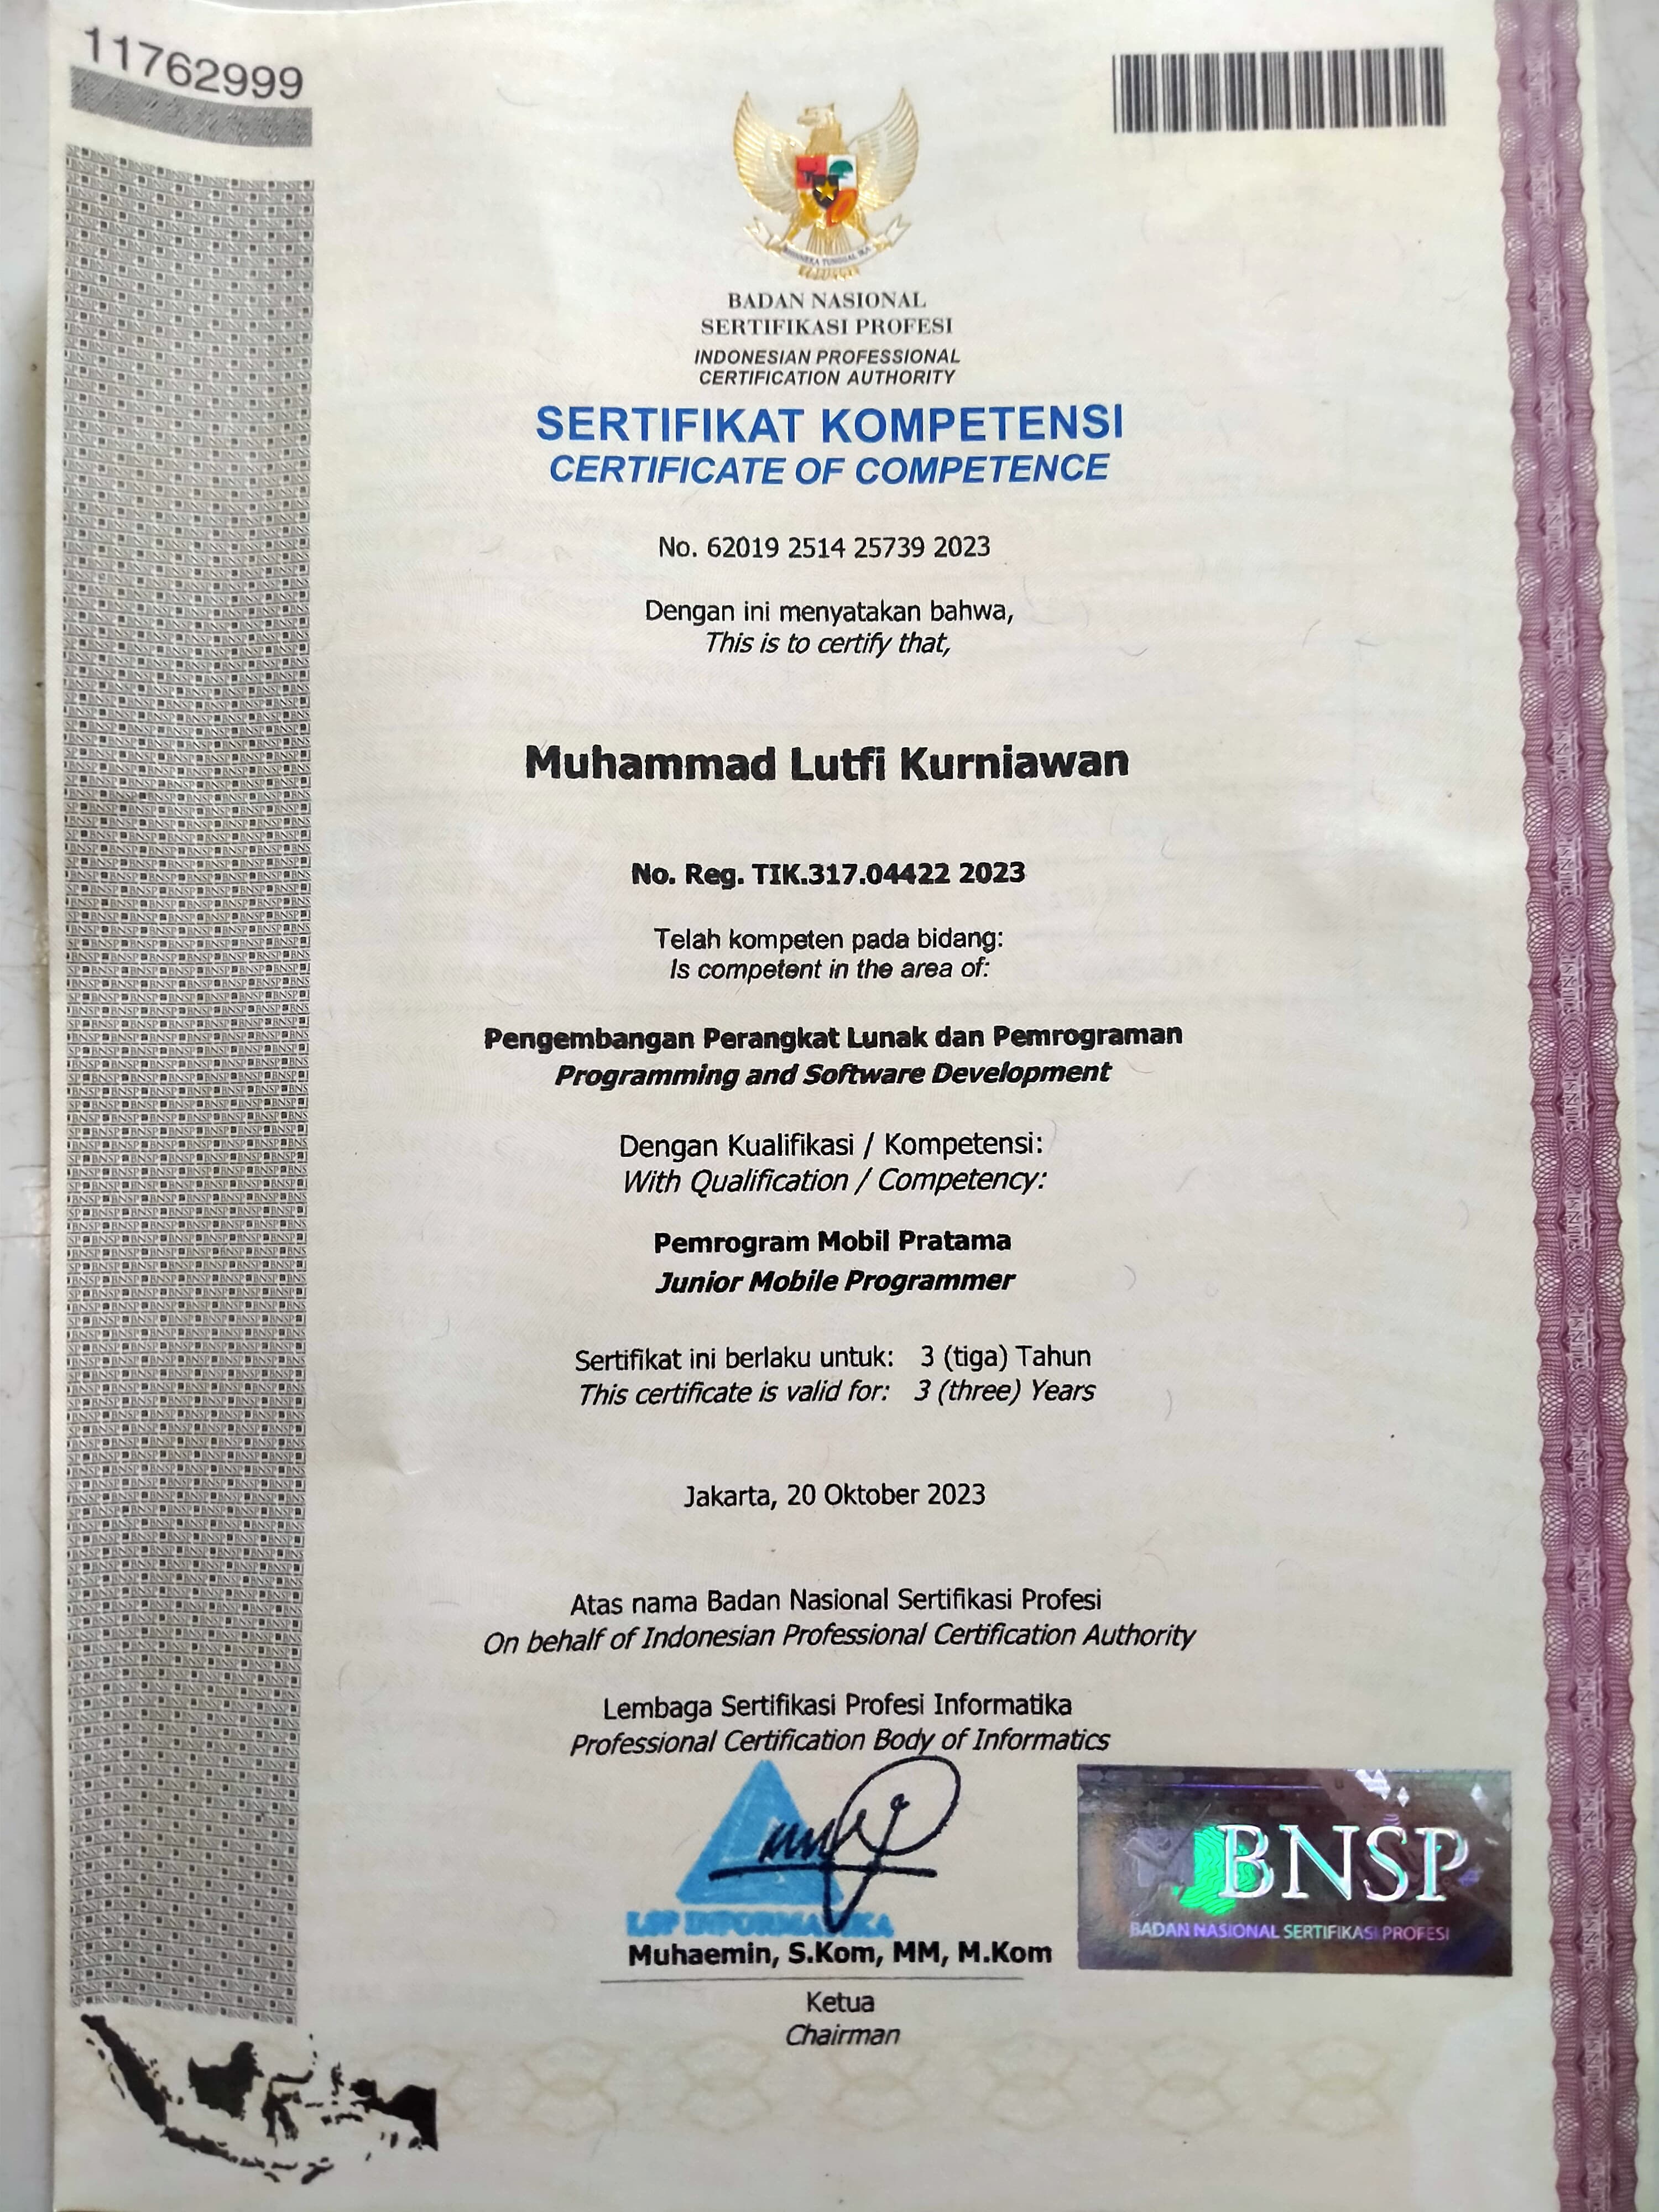 11762999
BHINNEKA TUNGGAL IKA
BADAN NASIONAL
SERTIFIKASI PROFESI
INDONESIAN PROFESSIONAL
CERTIFICATION AUTHORITY
SERTIFIKAT KOMPETENSI
CERTIFICATE OF COMPETENCE
No. 62019 2514 25739 2023
Dengan ini menyatakan bahwa,
This is to certify that,
Muhammad Lutfi Kurniawan
No. Reg. TIK.317.04422 2023
Telah kompeten pada bidang:
Is competent in the area of:
Pengembangan Perangkat Lunak dan Pemrograman
Programming and Software Development
Dengan Kualifikasi / Kompetensi:
With Qualification / Competency:
Pemrogram Mobil Pratama
Junior Mobile Programmer
Sertifikat ini berlaku untuk: 3 (tiga) Tahun
This certificate is valid for: 3 (three) Years
Jakarta, 20 Oktober 2023
Atas nama Badan Nasional Sertifikasi Profesi
On behalf of Indonesian Professional Certification Authority
Lembaga Sertifikasi Profesi Informatika
Professional Certification Body of Informatics
LSP INFORMATIKA
Muhaemin, S.Kom, MM, M.Kom
Ketua
Chairman
BNSP
BADAN NASIONAL SERTIFIKASI PROFESI